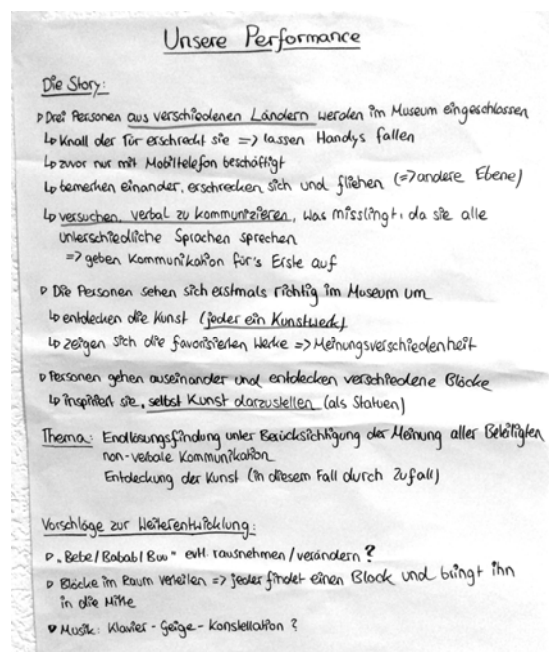 Unsere Performance
Die Story:
▷ Drei Personen aus verschiedenen Ländern werden im Museum eingeschlossen
↳ Knall der Tür erschreckt sie => lassen Handys fallen
↳ zuvor nur mit Mobiltelefon beschäftigt
↳ bemerken einander, erschrecken sich und fliehen (=> andere Ebene)
↳ versuchen, verbal zu kommunizieren, was misslingt, da sie alle
unterschiedliche Sprachen sprechen
=> geben Kommunikation für's Erste auf
▷ Die Personen sehen sich erstmals richtig im Museum um
↳ entdecken die Kunst (jeder ein Kunstwerk)
↳ zeigen sich die favorisierten Werke => Meinungsverschiedenheit
▷ Personen gehen auseinander und entdecken verschiedene Blöcke
↳ inspiriert sie, selbst Kunst darzustellen (als Statuen)
Thema: Endlösungsfindung unter Berücksichtigung der Meinung aller Beteiligten
non-verbale Kommunikation
Entdeckung der Kunst (in diesem Fall durch Zufall)
Vorschläge zur Weiterentwicklung:
▷ "Bebe/Babab/Buu" evtl. rausnehmen/verändern?
▷ Blöcke im Raum verteilen => jeder findet einen Block und bringt ihn
in die Mitte
▷ Musik: Klavier-Geige-Konstellation?